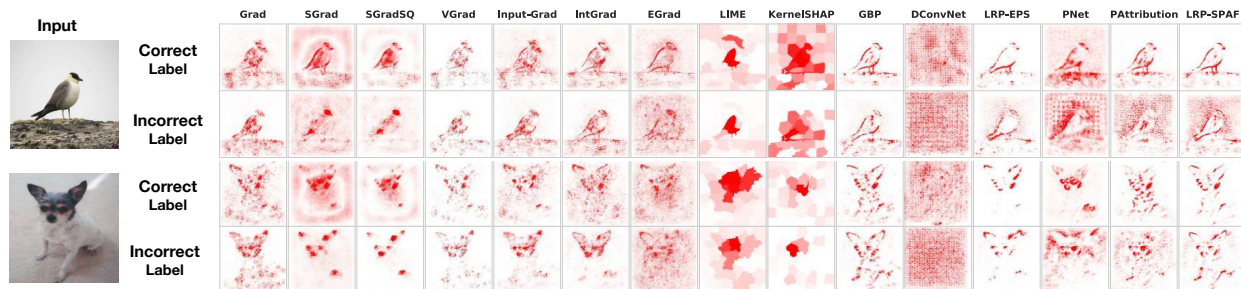 Input
Grad SGrad SGradSQ VGrad Input-Grad IntGrad EGrad LIME KernelSHAP GBP DConvNet LRP-EPS PNet PAttribution LRP-SPAF
Correct
Label
Incorrect
Label
Correct
Label
Incorrect
Label